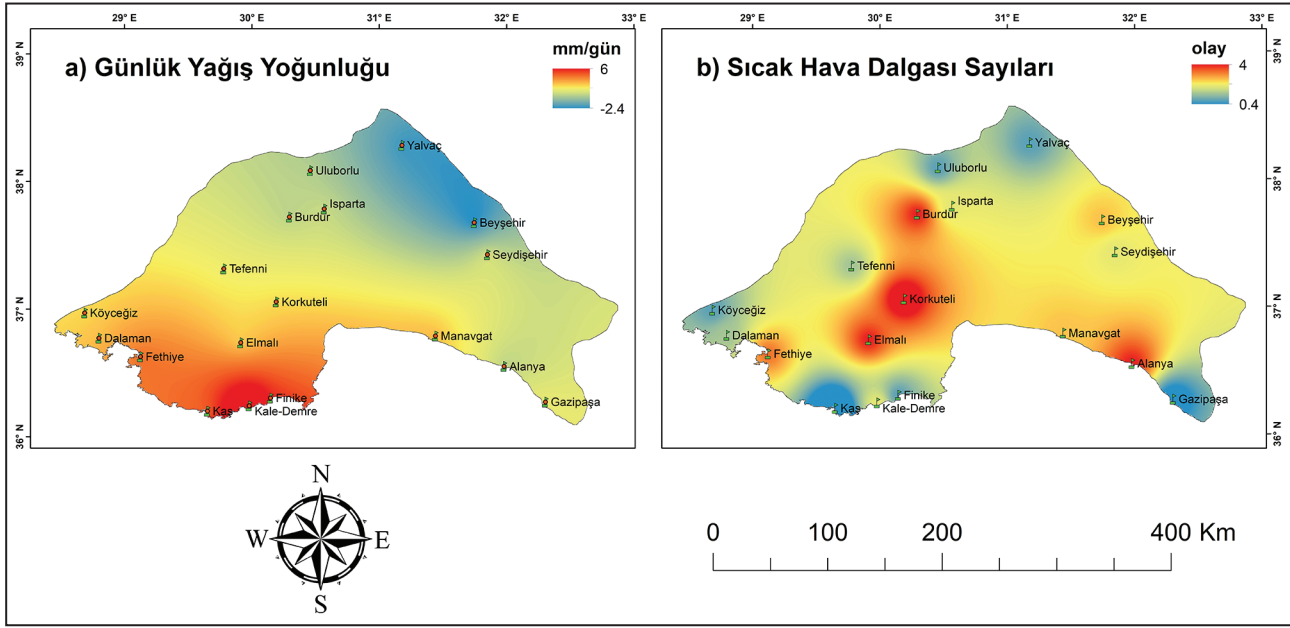 29° E
30° E
31° E
32° E
33° E
39° N
38° N
37° N
36° N
a) Günlük Yağış Yoğunluğu
mm/gün
6
-2.4
Yalvaç
Uluborlu
Isparta
Burdur
Beyşehir
Seydişehir
Tefenni
Korkuteli
Köyceğiz
Dalaman
Elmalı
Manavgat
Fethiye
Alanya
Finike
Kaş
Kale-Demre
Gazipaşa
29° E
30° E
31° E
32° E
33° E
39° N
38° N
37° N
36° N
b) Sıcak Hava Dalgası Sayıları
olay
4
0.4
Yalvaç
Uluborlu
Isparta
Burdur
Beyşehir
Seydişehir
Tefenni
Korkuteli
Köyceğiz
Dalaman
Elmalı
Manavgat
Fethiye
Alanya
Finike
Kaş
Kale-Demre
Gazipaşa
N
W
E
S
0
100
200
400 Km